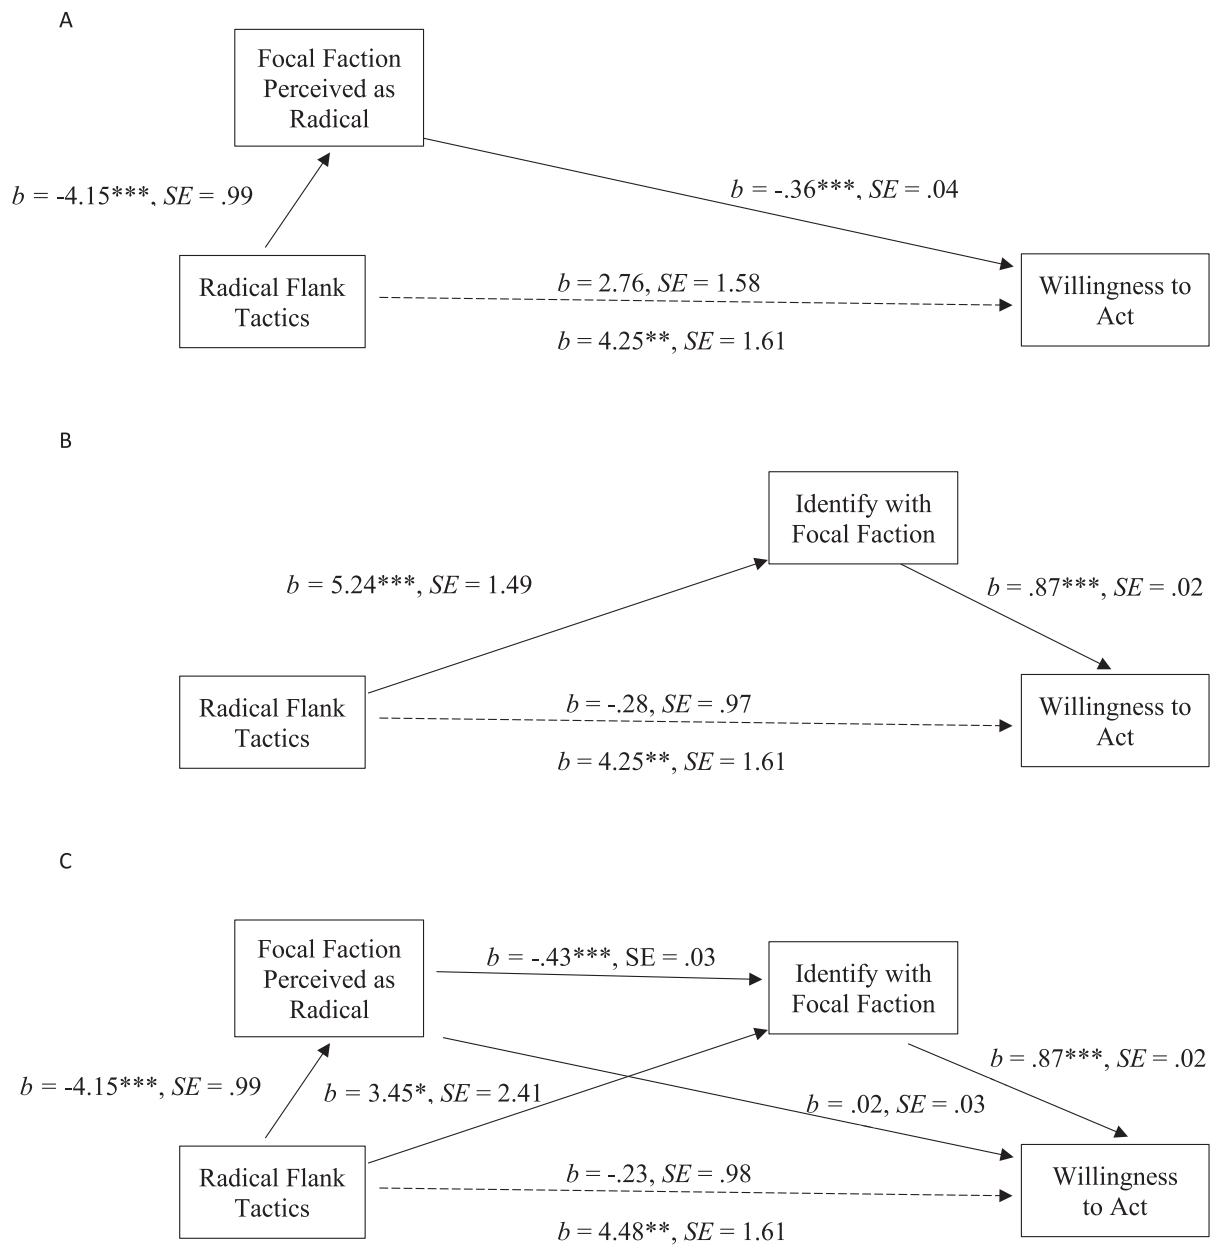 A
Focal Faction
Perceived as
Radical
b = -4.15***, SE = .99
b = -.36***, SE = .04
Radical Flank
Tactics
b = 2.76, SE = 1.58
b = 4.25**, SE = 1.61
Willingness to
Act
B
Identify with
Focal Faction
b = 5.24***, SE = 1.49
b = .87***, SE = .02
Radical Flank
Tactics
b = -.28, SE = .97
b = 4.25**, SE = 1.61
Willingness to
Act
C
Focal Faction
Perceived as
Radical
b = -.43***, SE = .03
Identify with
Focal Faction
b = -4.15***, SE = .99
b = 3.45*, SE = 2.41
b = .02, SE = .03
b = .87***, SE = .02
Radical Flank
Tactics
b = -.23, SE = .98
b = 4.48**, SE = 1.61
Willingness
to Act